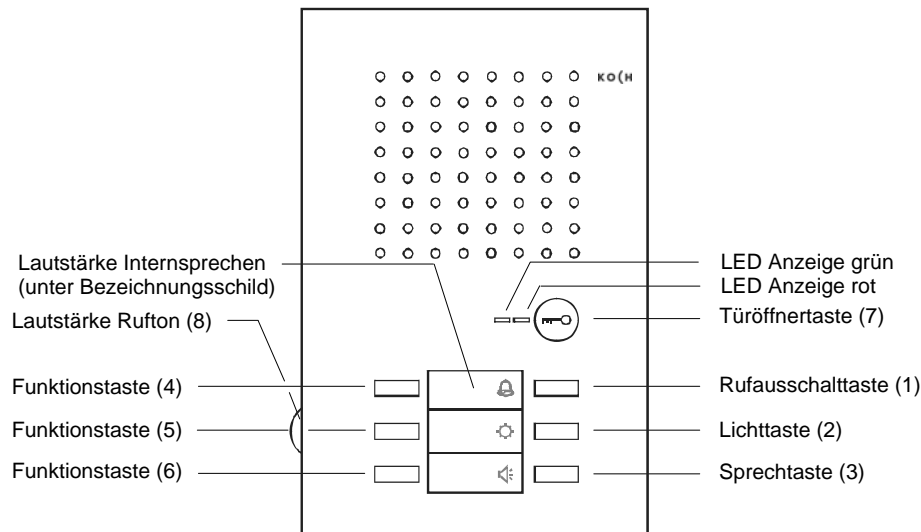 KOCH
Lautstärke Internsprechen
(unter Bezeichnungsschild)
Lautstärke Rufton (8)
Funktionstaste (4)
Funktionstaste (5)
Funktionstaste (6)
LED Anzeige grün
LED Anzeige rot
Türöffnertaste (7)
Rufausschalttaste (1)
Lichttaste (2)
Sprechtaste (3)